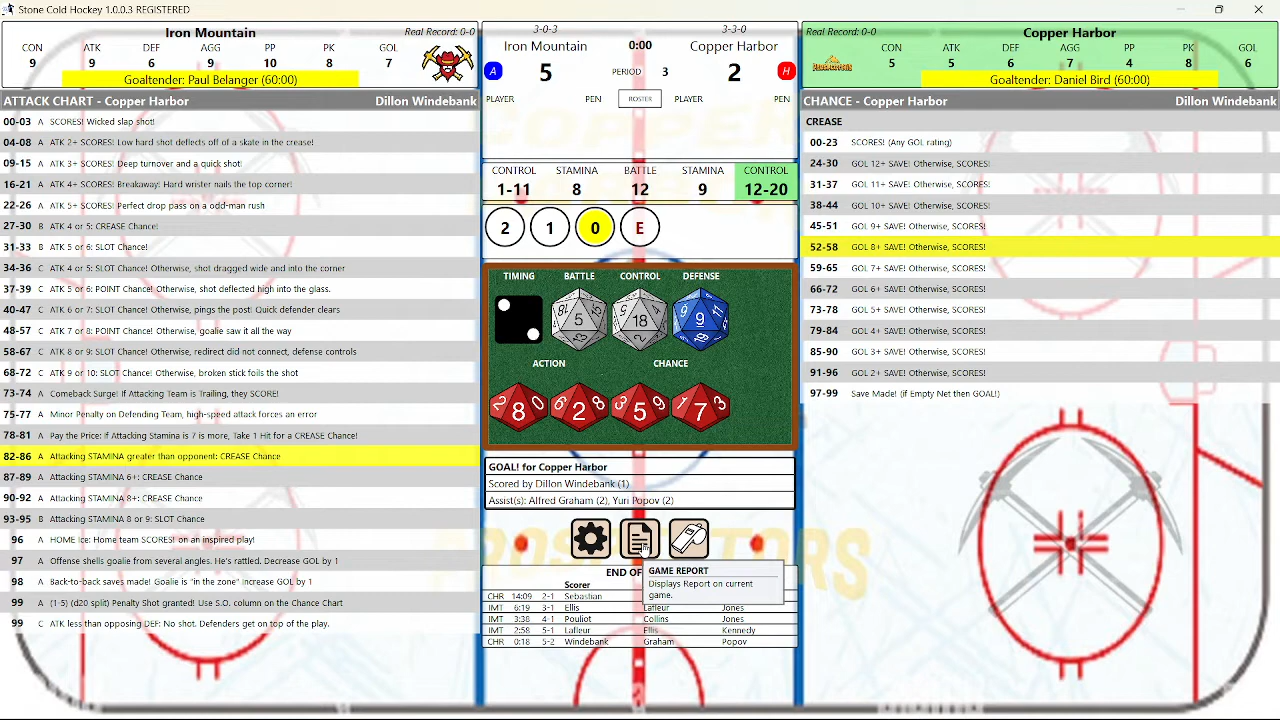 Stone Cold Hockey 1.0.0.3 REGISTERED
Iron Mountain
Real Record: 0-0
CON ATK DEF AGG PP PK GOL
9 9 6 9 10 8 7
Goaltender: Paul Belanger (60:00)
3-0-3 3-3-0
Iron Mountain 0:00 Copper Harbor
A 5 PERIOD 3 2 H
PLAYER PEN ROSTER PLAYER PEN
Real Record: 0-0
Copper Harbor
CON ATK DEF AGG PP PK GOL
5 5 6 7 4 8 6
Goaltender: Daniel Bird (60:00)
ATTACK CHART - Copper Harbor Dillon Windebank
00-03 A SCORES! Wicked slap shot!
04-08 A ATK 2+ SCORES! Low hard shot deflects off of a skate in the crease!
09-15 A ATK 3+ SCORES! Deep turnover and a quick shot!
16-21 A ATK 4+ SCORES! Breakaway: Hard wrister nails the top corner!
22-26 A ATK 5+ SCORES! Perfect drop pass on a odd-man rush
27-30 B ATK 4 or 5: CREASE Chance!
31-33 B ATK 5 or 6: SLOT Chance!
34-36 C ATK 4 or 5: SLOT Chance! Otherwise, shot dragged wide and into the corner
37-39 C ATK 5 or 6: POINT Chance! Otherwise, shot deflected high into the glass.
40-47 C ATK 6 or 7: SLOT Chance! Otherwise, pings the post: Quick defender clears
48-57 C ATK 7 or 8: POINT Chance! Otherwise, goalie saw it all the way
58-67 C ATK 8 or 9: SLOT Chance! Otherwise, redirect did not connect, defense controls
68-72 C ATK 9 or 10: SLOT Chance! Otherwise, broken stick foils the shot
73-74 A Comeback Surge! If Attacking Team is Trailing, they SCORE!
75-77 A Minor Penalty on Defending Team, high-speed attack forces an error
78-81 A Pay the Price: If Attacking Stamina is 7 is more, Take 1 Hit for a CREASE Chance!
82-86 A Attacking STAMINA greater than opponent: CREASE Chance
87-89 A Attacking STAMINA 6+: CREASE Chance
90-92 A Attacking STAMINA 8+: CREASE Chance
93-95 B Attacking STAMINA 8 or 9: SLOT Chance
96 A HOME Ice: Home team SCORES! on an inspired play!
97 A Offense shells goalie from several angles. He's rattled. Decrease GOL by 1
98 A Back-to-back saves made! Goalie is "in the zone" Increase GOL by 1
99 A (1-5) (d20 split) Penalty Shot granted! Use S.O. column on the Chance Chart
99 C ATK less than opposing DEF: No shot. Defenders get on top of the play.
CONTROL STAMINA BATTLE STAMINA CONTROL
1-11 8 12 9 12-20
2 1 0 E
TIMING BATTLE CONTROL DEFENSE
5 18 9
ACTION CHANCE
8 2 5 7
GOAL! for Copper Harbor
Scored by Dillon Windebank (1)
Assist(s): Alfred Graham (2), Yuri Popov (2)
GAME REPORT
Displays Report on current
game.
END OF
Scorer
CHR 14:09 2-1 Sebastian
IMT 6:19 3-1 Ellis Lafleur Jones
IMT 3:38 4-1 Pouliot Collins Jones
IMT 2:58 5-1 Lafleur Ellis Kennedy
CHR 0:18 5-2 Windebank Graham Popov
CHANCE - Copper Harbor Dillon Windebank
CREASE
00-23 SCORES! (Any GOL rating)
24-30 GOL 12+ SAVE! Otherwise, SCORES!
31-37 GOL 11+ SAVE! Otherwise, SCORES!
38-44 GOL 10+ SAVE! Otherwise, SCORES!
45-51 GOL 9+ SAVE! Otherwise, SCORES!
52-58 GOL 8+ SAVE! Otherwise, SCORES!
59-65 GOL 7+ SAVE! Otherwise, SCORES!
66-72 GOL 6+ SAVE! Otherwise, SCORES!
73-78 GOL 5+ SAVE! Otherwise, SCORES!
79-84 GOL 4+ SAVE! Otherwise, SCORES!
85-90 GOL 3+ SAVE! Otherwise, SCORES!
91-96 GOL 2+ SAVE! Otherwise, SCORES!
97-99 Save Made! (if Empty Net then GOAL!)